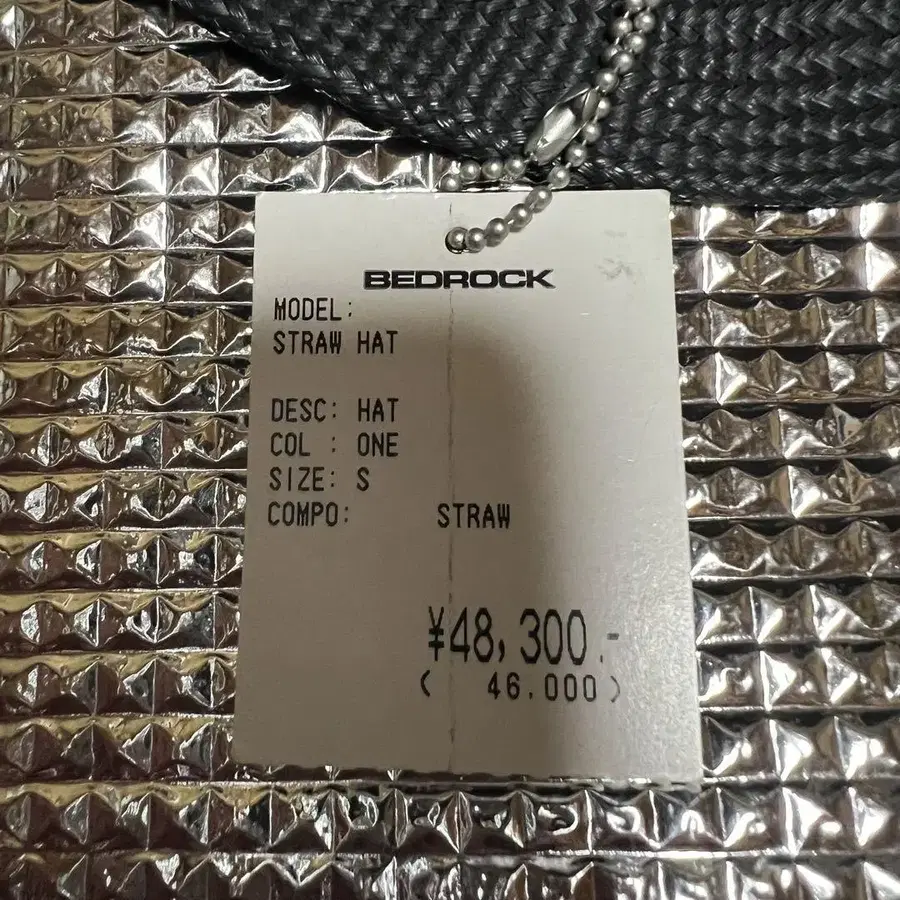 BEDROCK
MODEL:
STRAW HAT
DESC: HAT
COL : ONE
SIZE: S
COMPO: STRAW
¥48,300.-
( 46.000)